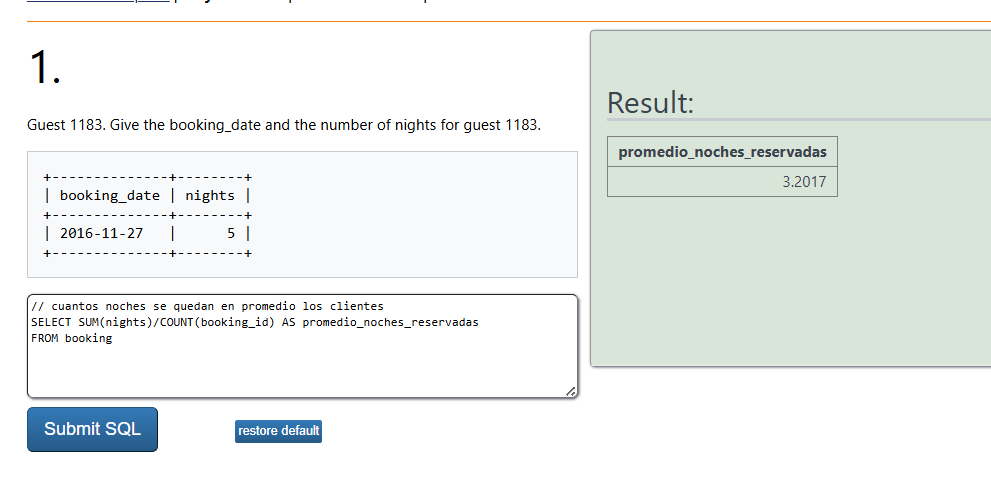 1.
Guest 1183. Give the booking_date and the number of nights for guest 1183.
+--------------+--------+
| booking_date | nights |
+--------------+--------+
| 2016-11-27   |      5 |
+--------------+--------+
// cuantos noches se quedan en promedio los clientes
SELECT SUM(nights)/COUNT(booking_id) AS promedio_noches_reservadas
FROM booking
Submit SQL
restore default
Result:
promedio_noches_reservadas
3.2017